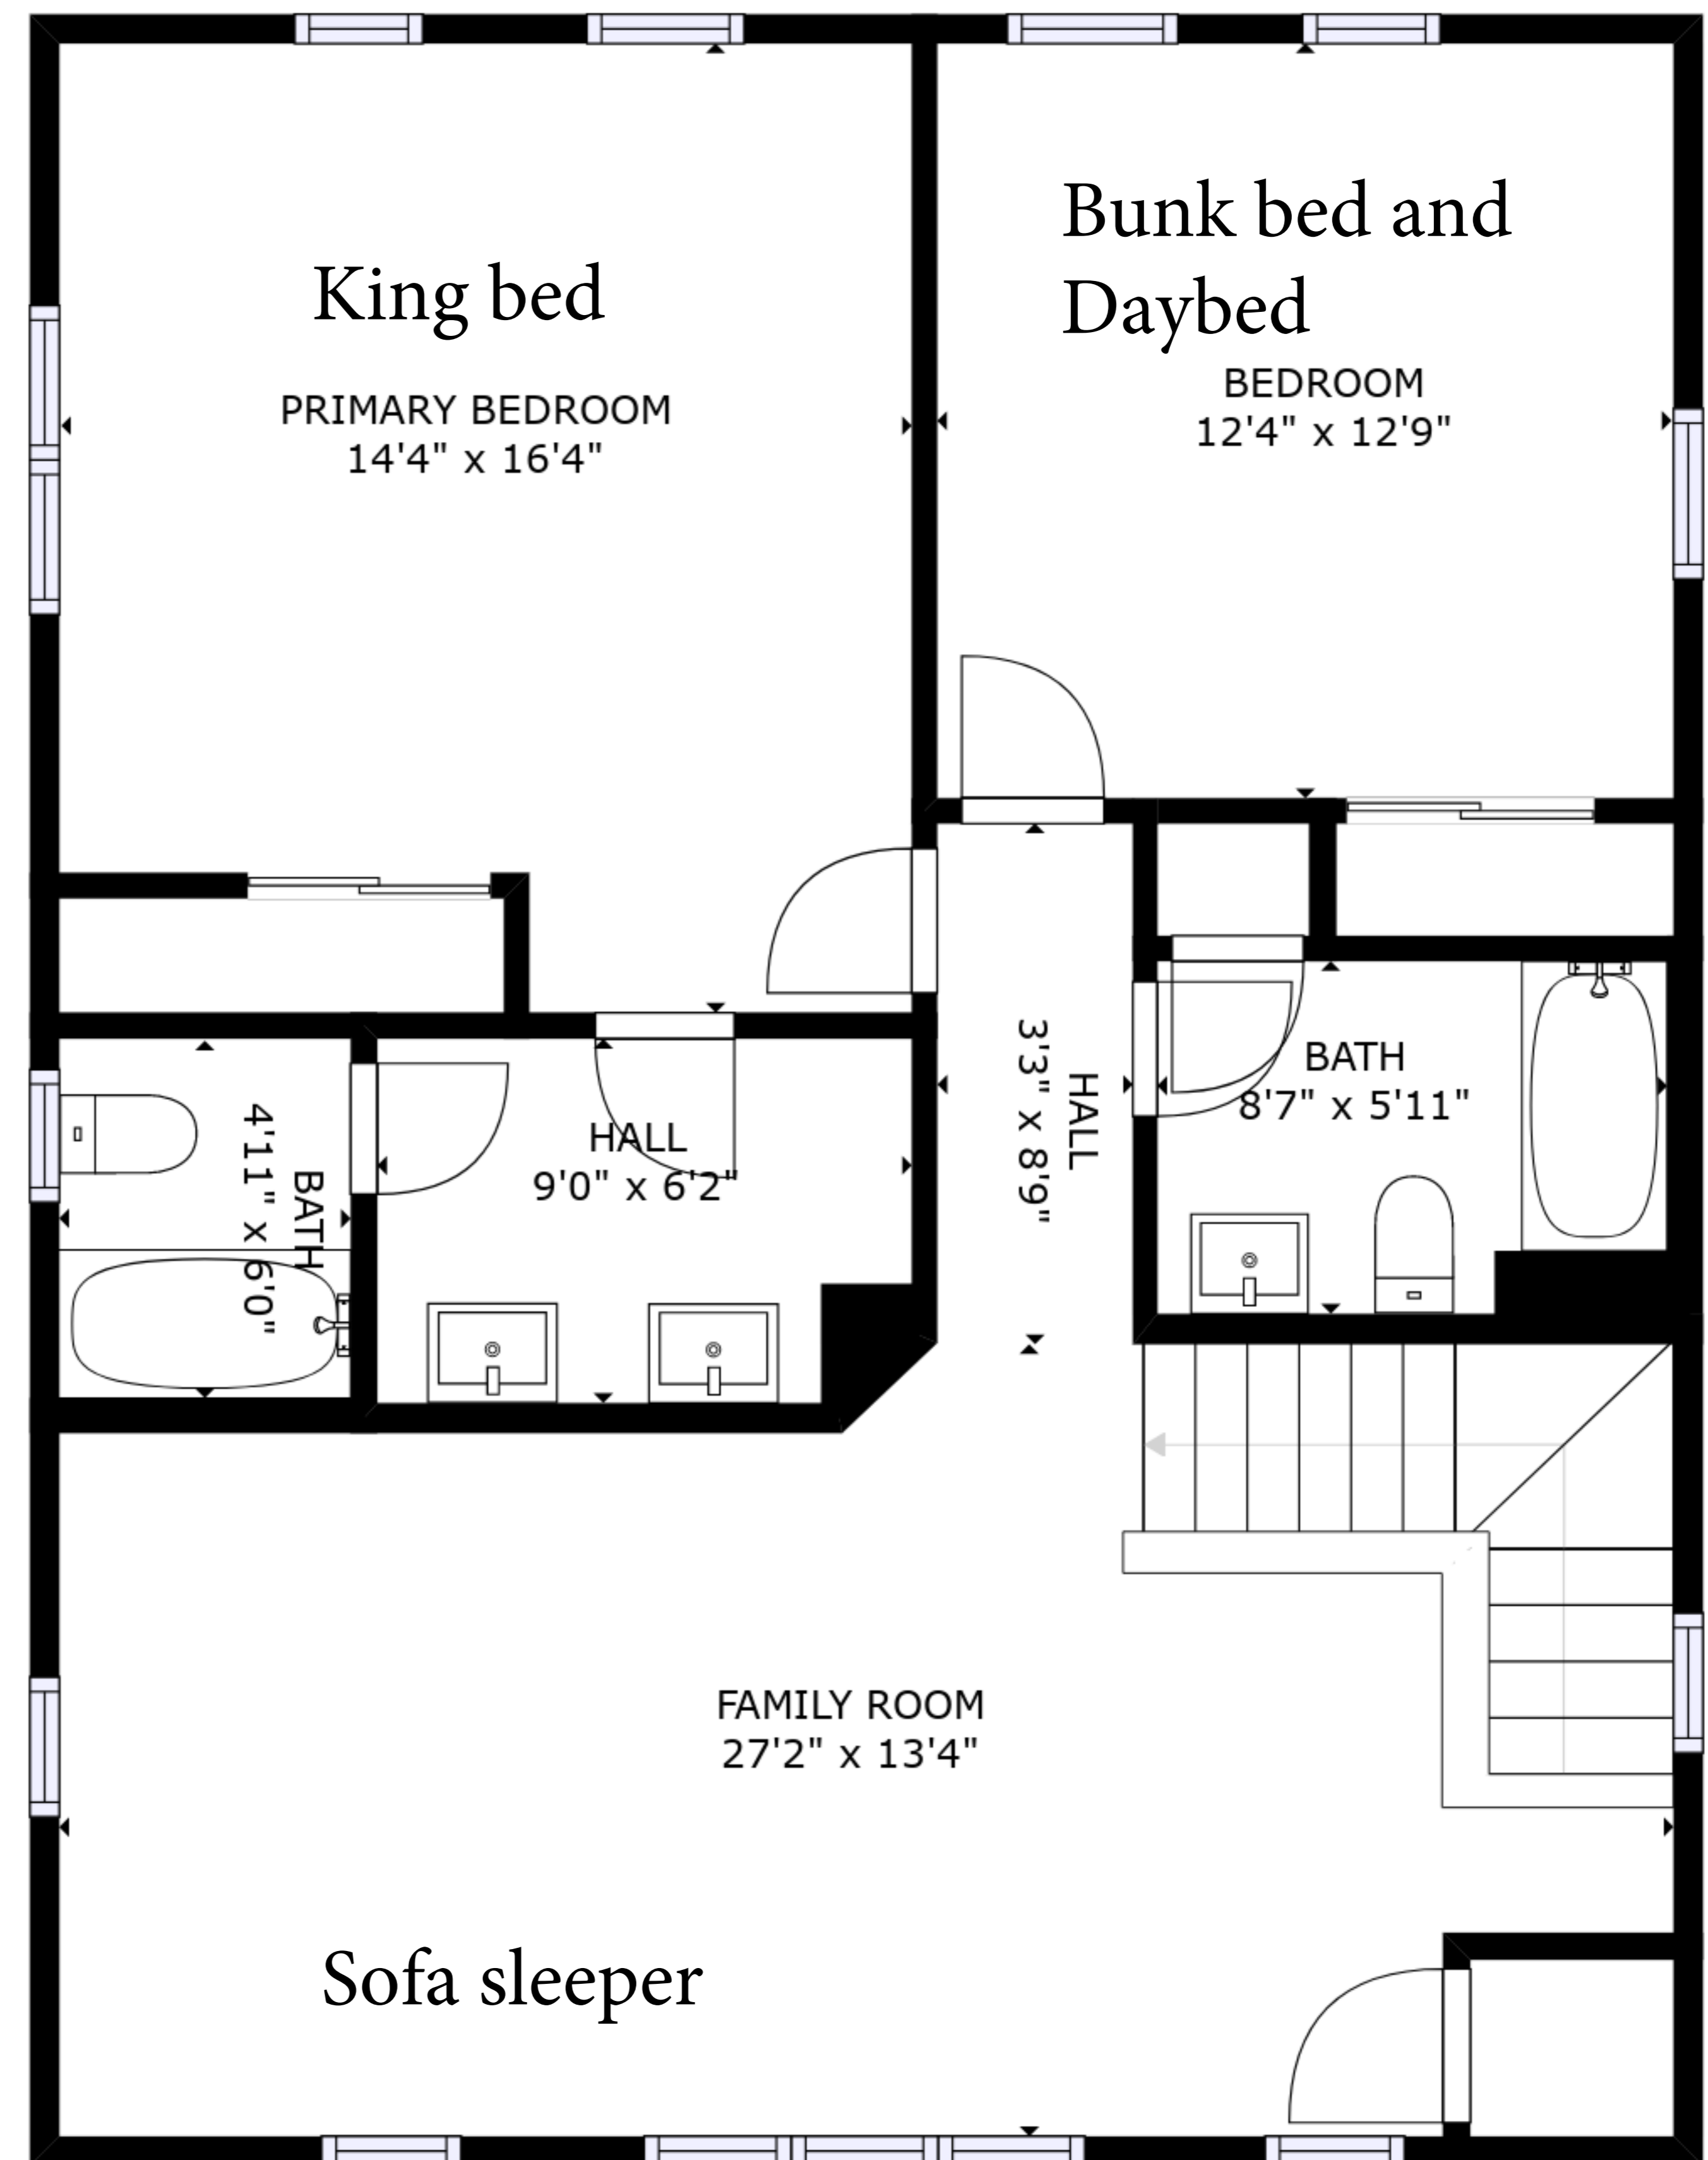 King bed
PRIMARY BEDROOM
14'4" x 16'4"
Bunk bed and
Daybed
BEDROOM
12'4" x 12'9"
BATH
4'11" x 6'0"
HALL
9'0" x 6'2"
HALL
3'3" x 8'9"
BATH
8'7" x 5'11"
FAMILY ROOM
27'2" x 13'4"
Sofa sleeper